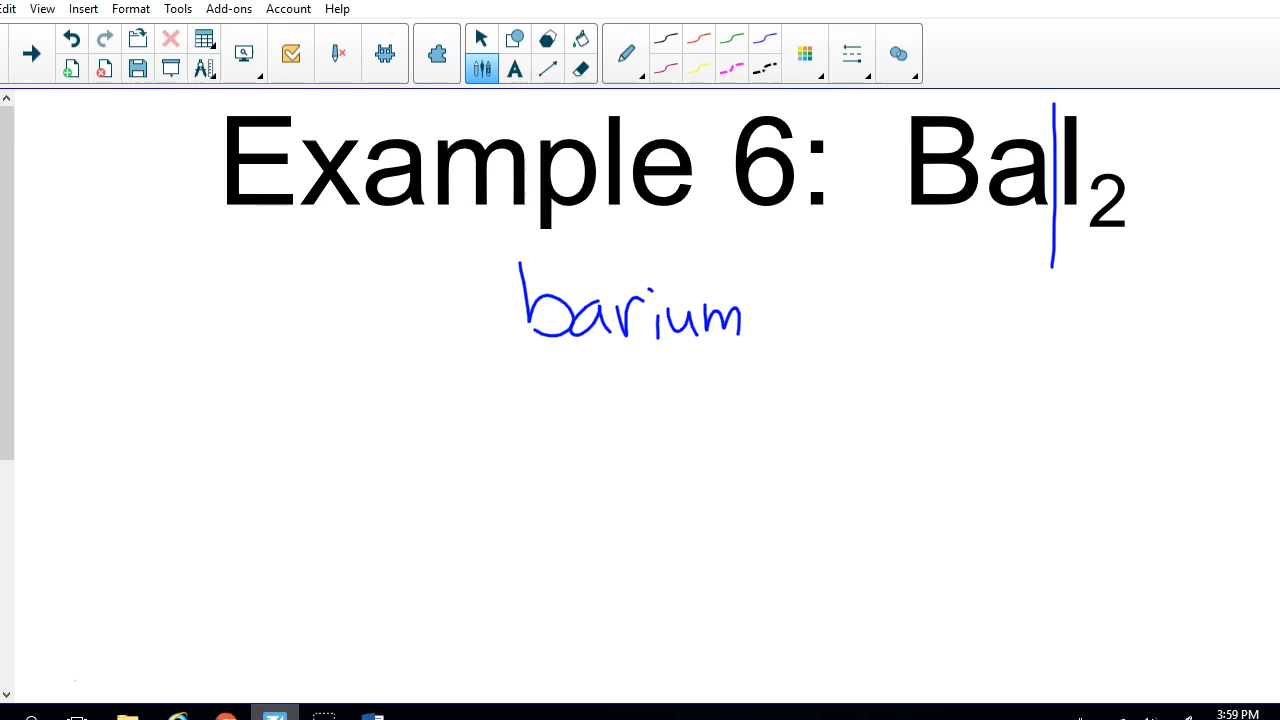 Edit View Insert Format Tools Add-ons Account Help
Example 6: BaI₂
barium
3:59 PM